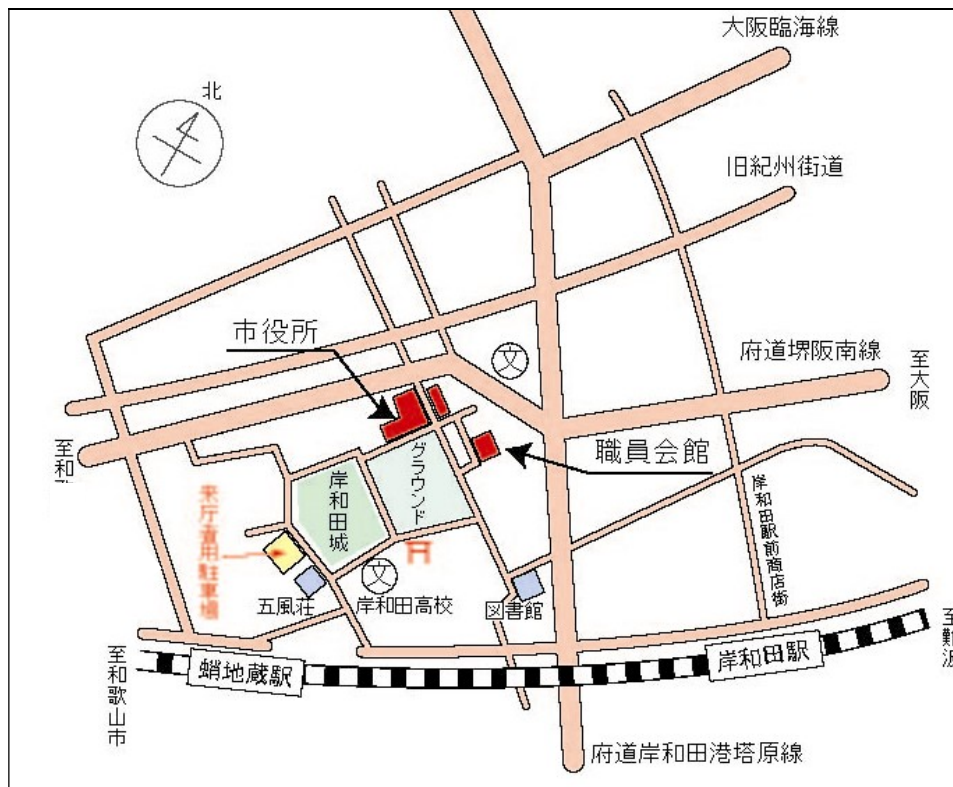 大阪臨海線
北
旧紀州街道
市役所
文
府道堺阪南線
至大阪
職員会館
至和歌
グラウンド
岸和田城
岸和田駅前商店街
来庁者用駐車場
文
五風荘
岸和田高校
図書館
至難波
岸和田駅
蛸地蔵駅
至和歌山市
府道岸和田港塔原線